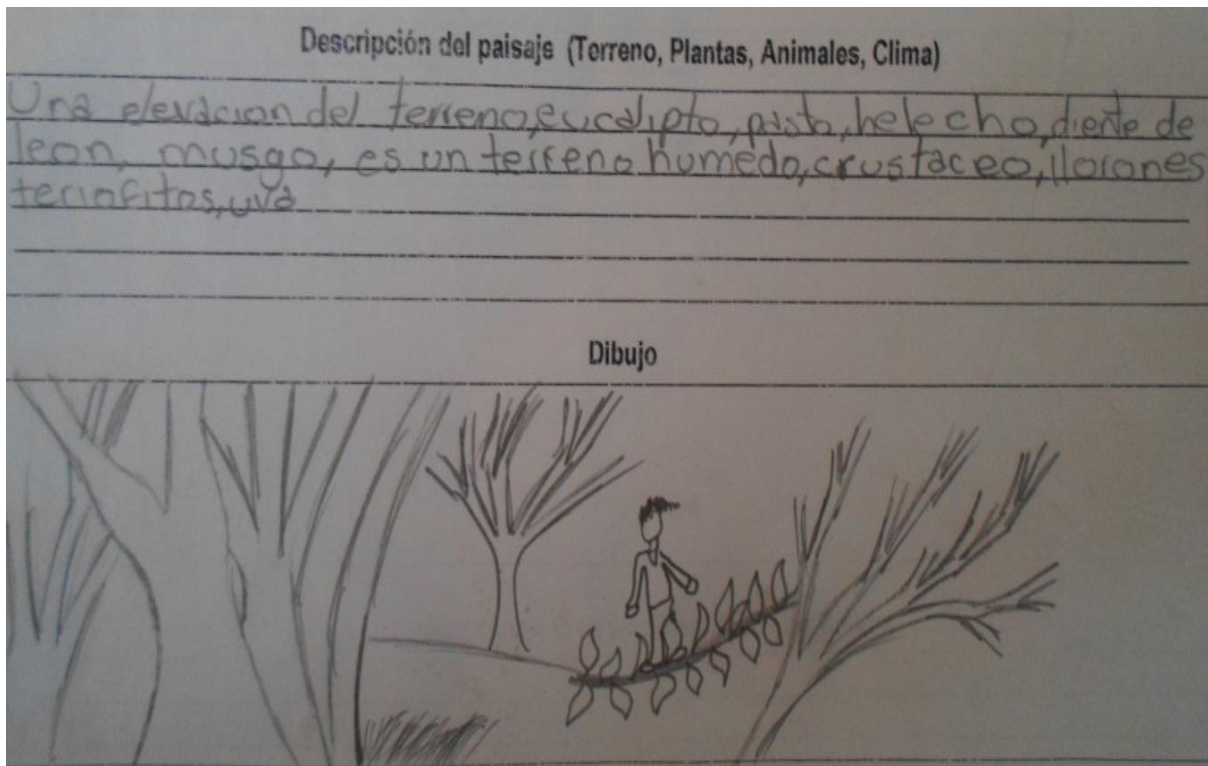 Descripción del paisaje (Terreno, Plantas, Animales, Clima)
Una elevacion del terreno, eucalipto, pasto, helecho, diente de
leon, musgo, es un terreno humedo, crustaceo, llorones
teriofitos, uva
Dibujo